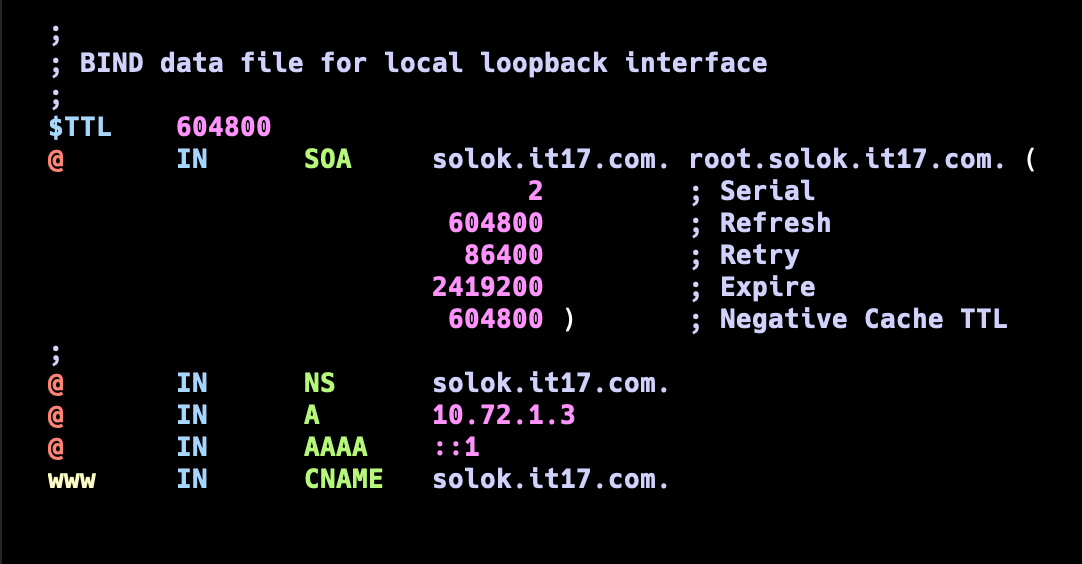 ;
; BIND data file for local loopback interface
;
$TTL    604800
@       IN      SOA     solok.it17.com. root.solok.it17.com. (
                              2         ; Serial
                         604800         ; Refresh
                          86400         ; Retry
                        2419200         ; Expire
                         604800 )       ; Negative Cache TTL
;
@       IN      NS      solok.it17.com.
@       IN      A       10.72.1.3
@       IN      AAAA    ::1
www     IN      CNAME   solok.it17.com.